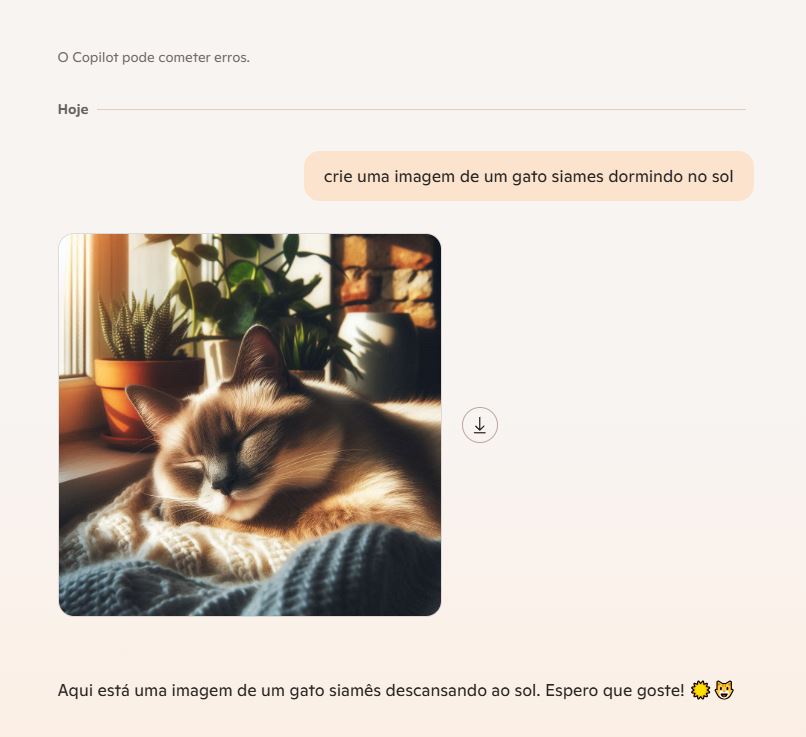 O Copilot pode cometer erros.
Hoje
crie uma imagem de um gato siames dormindo no sol
Aqui está uma imagem de um gato siamês descansando ao sol. Espero que goste! 🌞😺